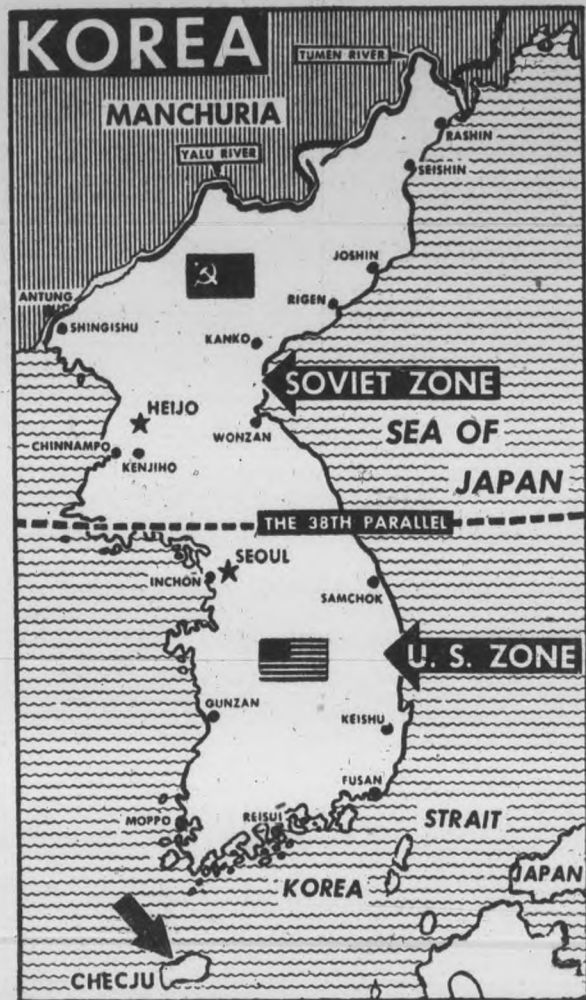 KOREA
TUMEN RIVER
MANCHURIA
RASHIN
YALU RIVER
SEISHIN
JOSHIN
ANTUNG
RIGEN
SHINGISHU
KANKO
SOVIET ZONE
HEIJO
WONZAN
SEA OF
JAPAN
CHINNAMPO
KENJIHO
THE 38TH PARALLEL
SEOUL
INCHON
SAMCHOK
U. S. ZONE
GUNZAN
KEISHU
FUSAN
MOPPO
REISUI
STRAIT
KOREA
JAPAN
CHECJU